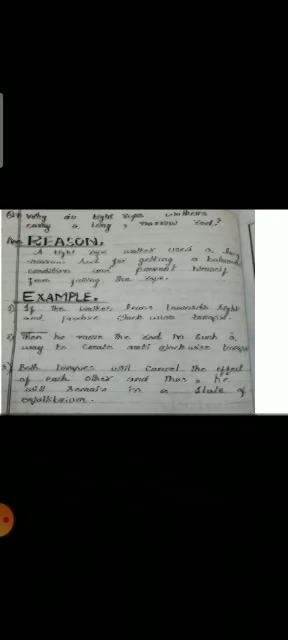 Why do tight rope walkers
carry a long, narrow rod?
Ans REASON.
A tight rope walker used a long
narrow rod for getting a balanced
condition and prevent himself
from falling the rope.
EXAMPLE.
1) If the walker leans towards right
and produce clock wise torque.
2) Then he move the rod in such a
way to create anti clock wise torque
3) Both torques will cancel the effect
of each other and thus, he
will remain in a state of
equilibrium.